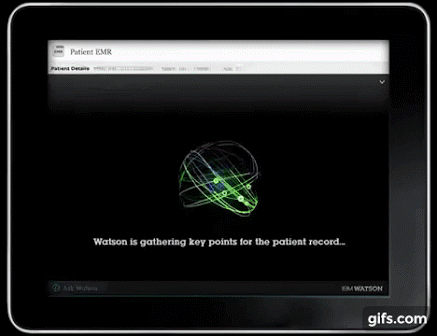 Patient EMR
Patient Details
Watson is gathering key points for the patient record...
Ask Watson
IBM WATSON
gifs.com